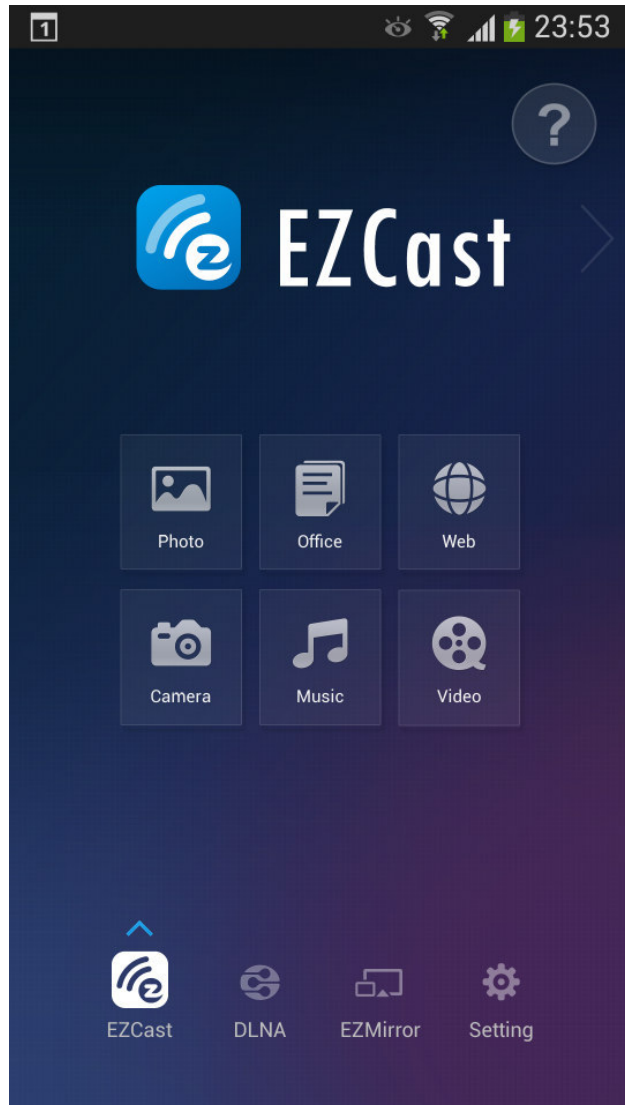 1 23:53
?
EZCast
Photo Office Web
Camera Music Video
EZCast DLNA EZMirror Setting